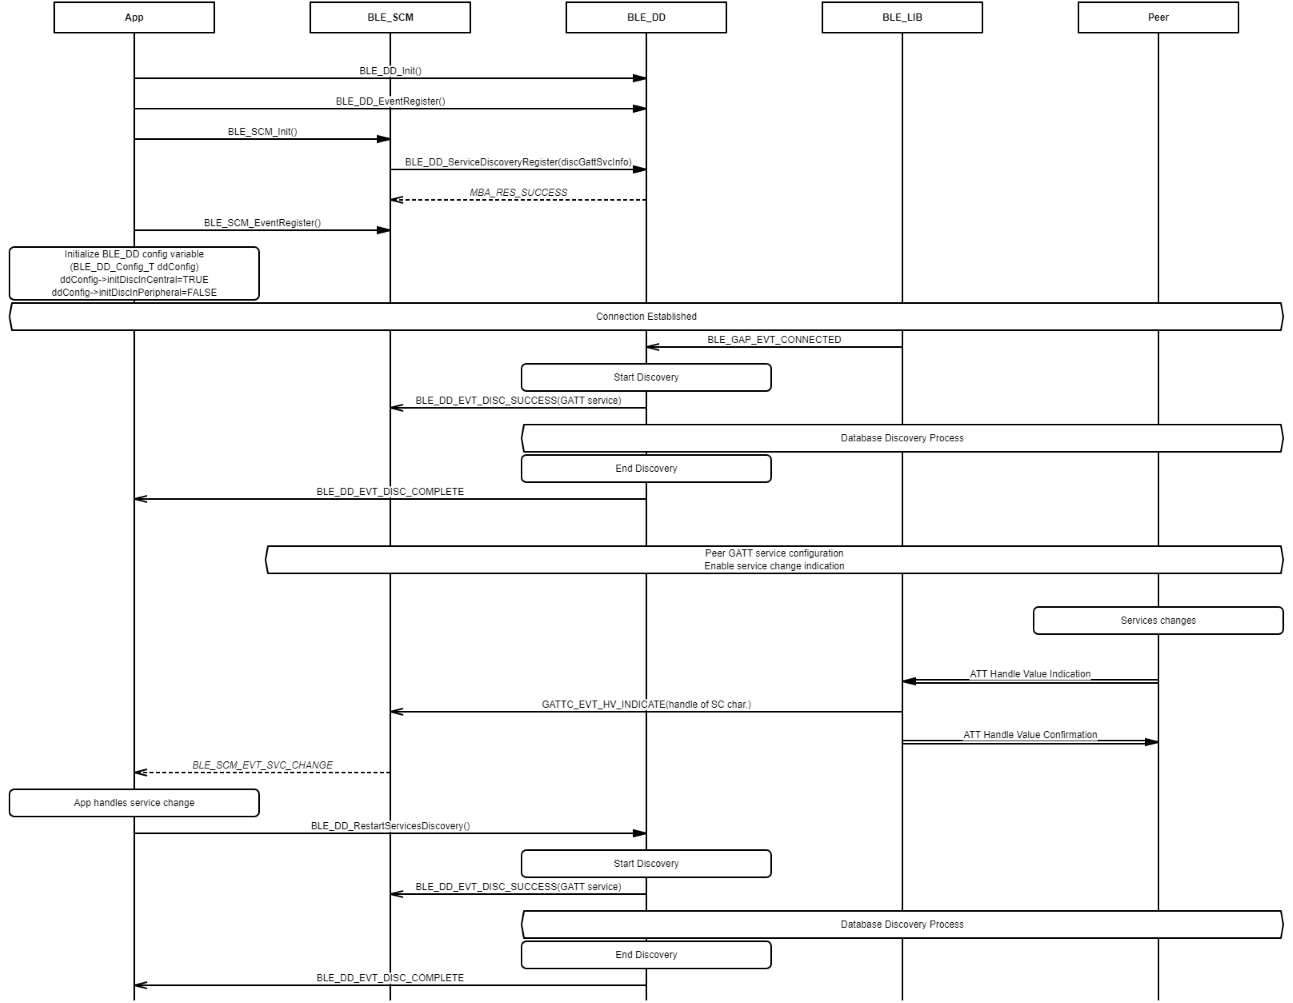 App
BLE_SCM
BLE_DD
BLE_LIB
Peer
BLE_DD_Init()
BLE_DD_EventRegister()
BLE_SCM_Init()
BLE_DD_ServiceDiscoveryRegister(discGattSvcInfo)
MBA_RES_SUCCESS
BLE_SCM_EventRegister()
Initialize BLE_DD config variable
(BLE_DD_Config_T ddConfig)
ddConfig->initDiscInCentral=TRUE
ddConfig->initDiscInPeripheral=FALSE
Connection Established
BLE_GAP_EVT_CONNECTED
Start Discovery
BLE_DD_EVT_DISC_SUCCESS(GATT service)
Database Discovery Process
End Discovery
BLE_DD_EVT_DISC_COMPLETE
Peer GATT service configuration
Enable service change indication
Services changes
ATT Handle Value Indication
GATTC_EVT_HV_INDICATE(handle of SC char.)
ATT Handle Value Confirmation
BLE_SCM_EVT_SVC_CHANGE
App handles service change
BLE_DD_RestartServicesDiscovery()
Start Discovery
BLE_DD_EVT_DISC_SUCCESS(GATT service)
Database Discovery Process
End Discovery
BLE_DD_EVT_DISC_COMPLETE